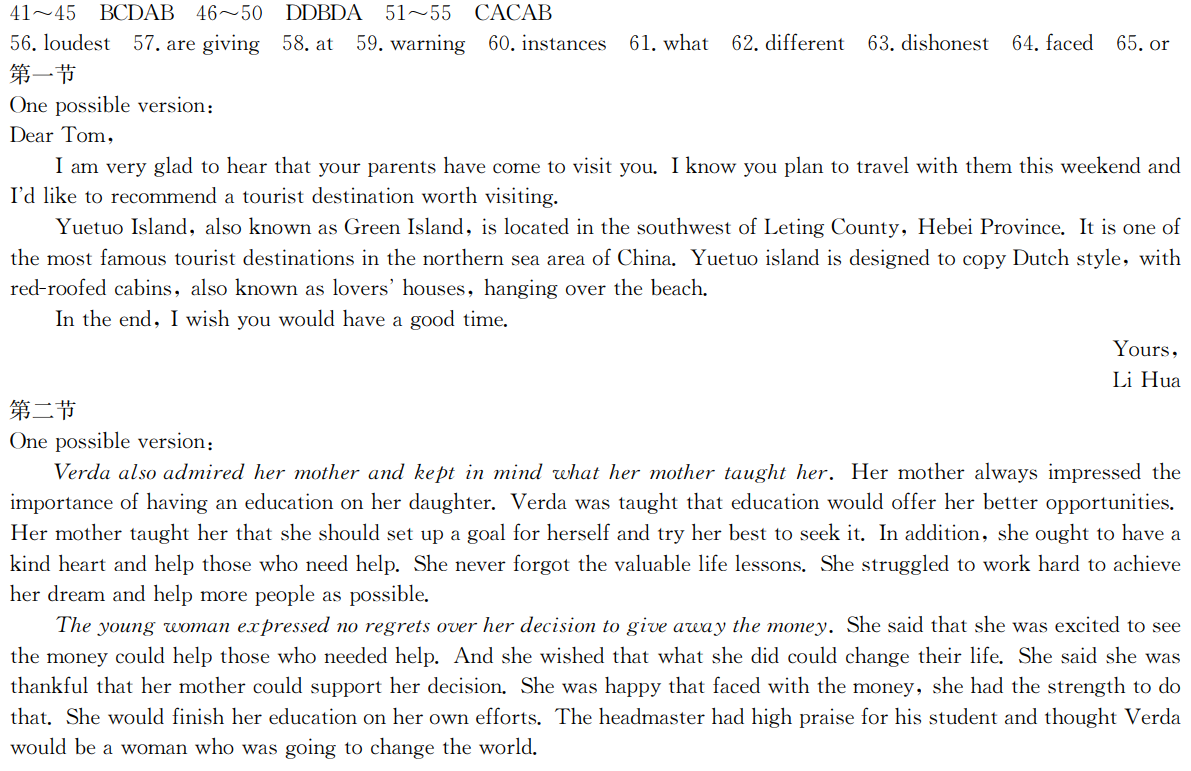 41～45 BCDAB 46～50 DDBDA 51～55 CACAB
56. loudest 57. are giving 58. at 59. warning 60. instances 61. what 62. different 63. dishonest 64. faced 65. or
第一节
One possible version:
Dear Tom,
I am very glad to hear that your parents have come to visit you. I know you plan to travel with them this weekend and
I'd like to recommend a tourist destination worth visiting.
Yuetuo Island, also known as Green Island, is located in the southwest of Leting County, Hebei Province. It is one of
the most famous tourist destinations in the northern sea area of China. Yuetuo island is designed to copy Dutch style, with
red-roofed cabins, also known as lovers' houses, hanging over the beach.
In the end, I wish you would have a good time.
Yours,
Li Hua
第二节
One possible version:
Verda also admired her mother and kept in mind what her mother taught her. Her mother always impressed the
importance of having an education on her daughter. Verda was taught that education would offer her better opportunities.
Her mother taught her that she should set up a goal for herself and try her best to seek it. In addition, she ought to have a
kind heart and help those who need help. She never forgot the valuable life lessons. She struggled to work hard to achieve
her dream and help more people as possible.
The young woman expressed no regrets over her decision to give away the money. She said that she was excited to see
the money could help those who needed help. And she wished that what she did could change their life. She said she was
thankful that her mother could support her decision. She was happy that faced with the money, she had the strength to do
that. She would finish her education on her own efforts. The headmaster had high praise for his student and thought Verda
would be a woman who was going to change the world.